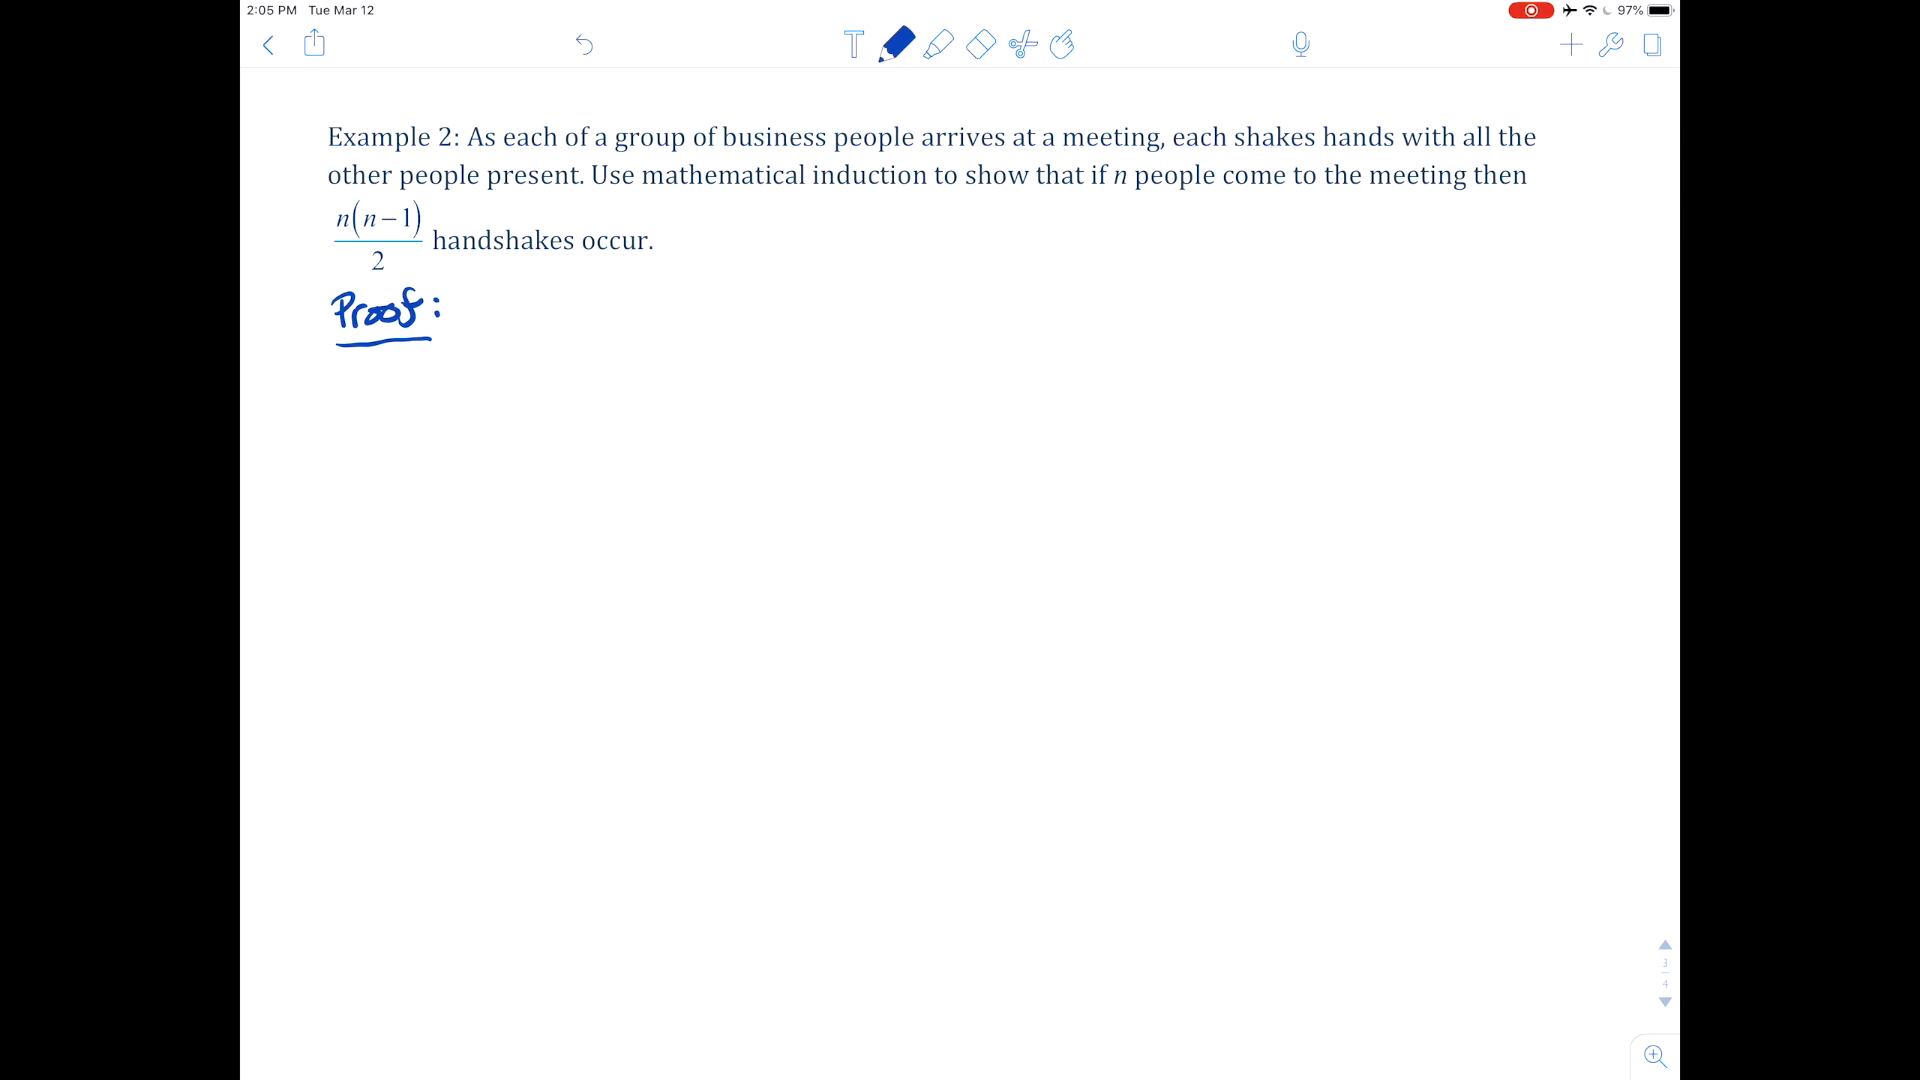 2:05 PM Tue Mar 12
97%
T
Example 2: As each of a group of business people arrives at a meeting, each shakes hands with all the
other people present. Use mathematical induction to show that if n people come to the meeting then
n(n−1)
2
handshakes occur.
Proof:
3
4